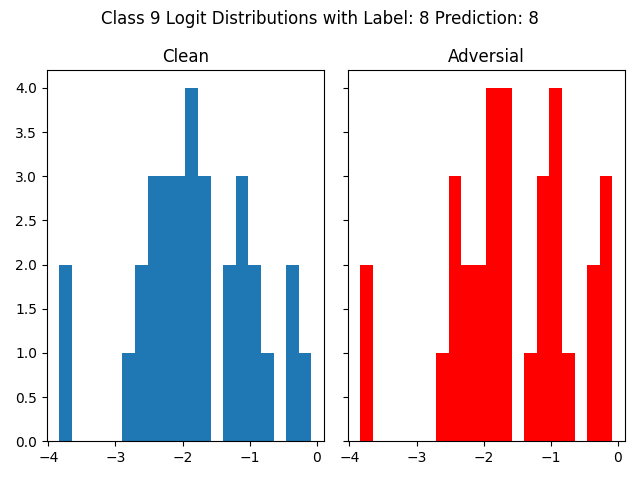 Class 9 Logit Distributions with Label: 8 Prediction: 8
Clean
Adversial
4.0
3.5
3.0
2.5
2.0
1.5
1.0
0.5
0.0
−4 −3 −2 −1 0
−4 −3 −2 −1 0